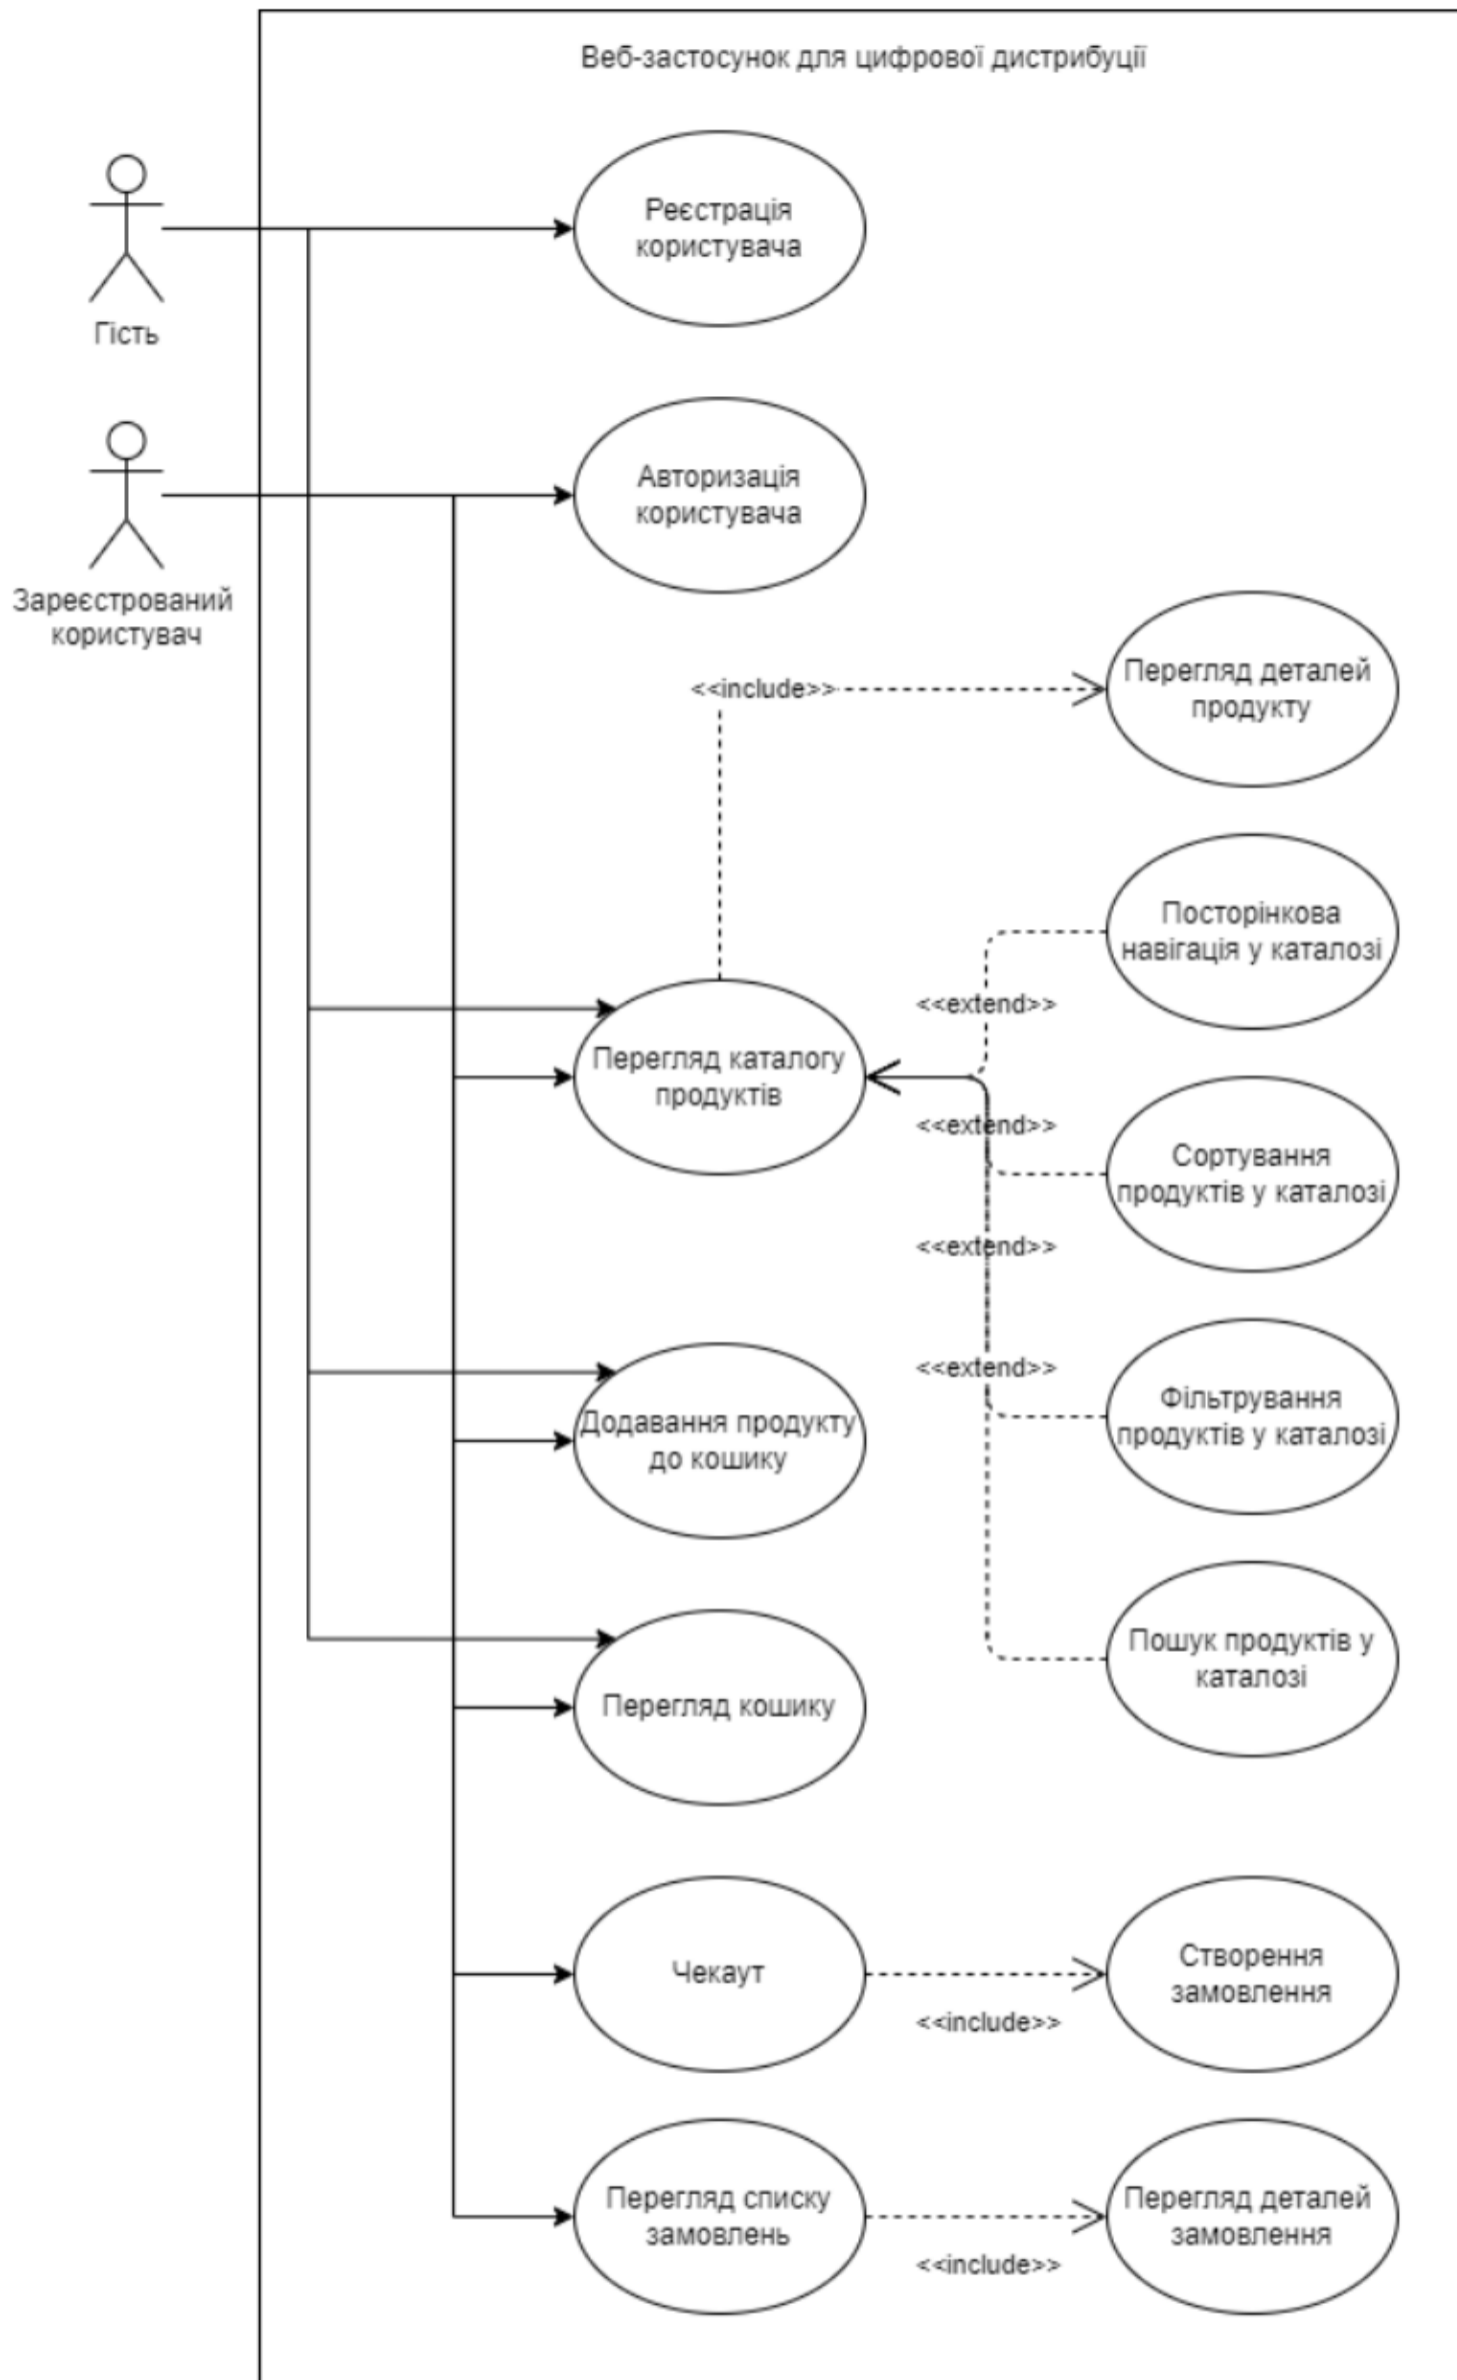 Веб-застосунок для цифрової дистрибуції
Реєстрація
користувача
Гість
Авторизація
користувача
Зареєстрований
користувач
<<include>>
Перегляд деталей
продукту
Посторінкова
навігація у каталозі
<<extend>>
Перегляд каталогу
продуктів
<<extend>>
Сортування
продуктів у каталозі
<<extend>>
<<extend>>
Фільтрування
продуктів у каталозі
Додавання продукту
до кошику
Пошук продуктів у
каталозі
Перегляд кошику
Чекаут
<<include>>
Створення
замовлення
Перегляд списку
замовлень
<<include>>
Перегляд деталей
замовлення